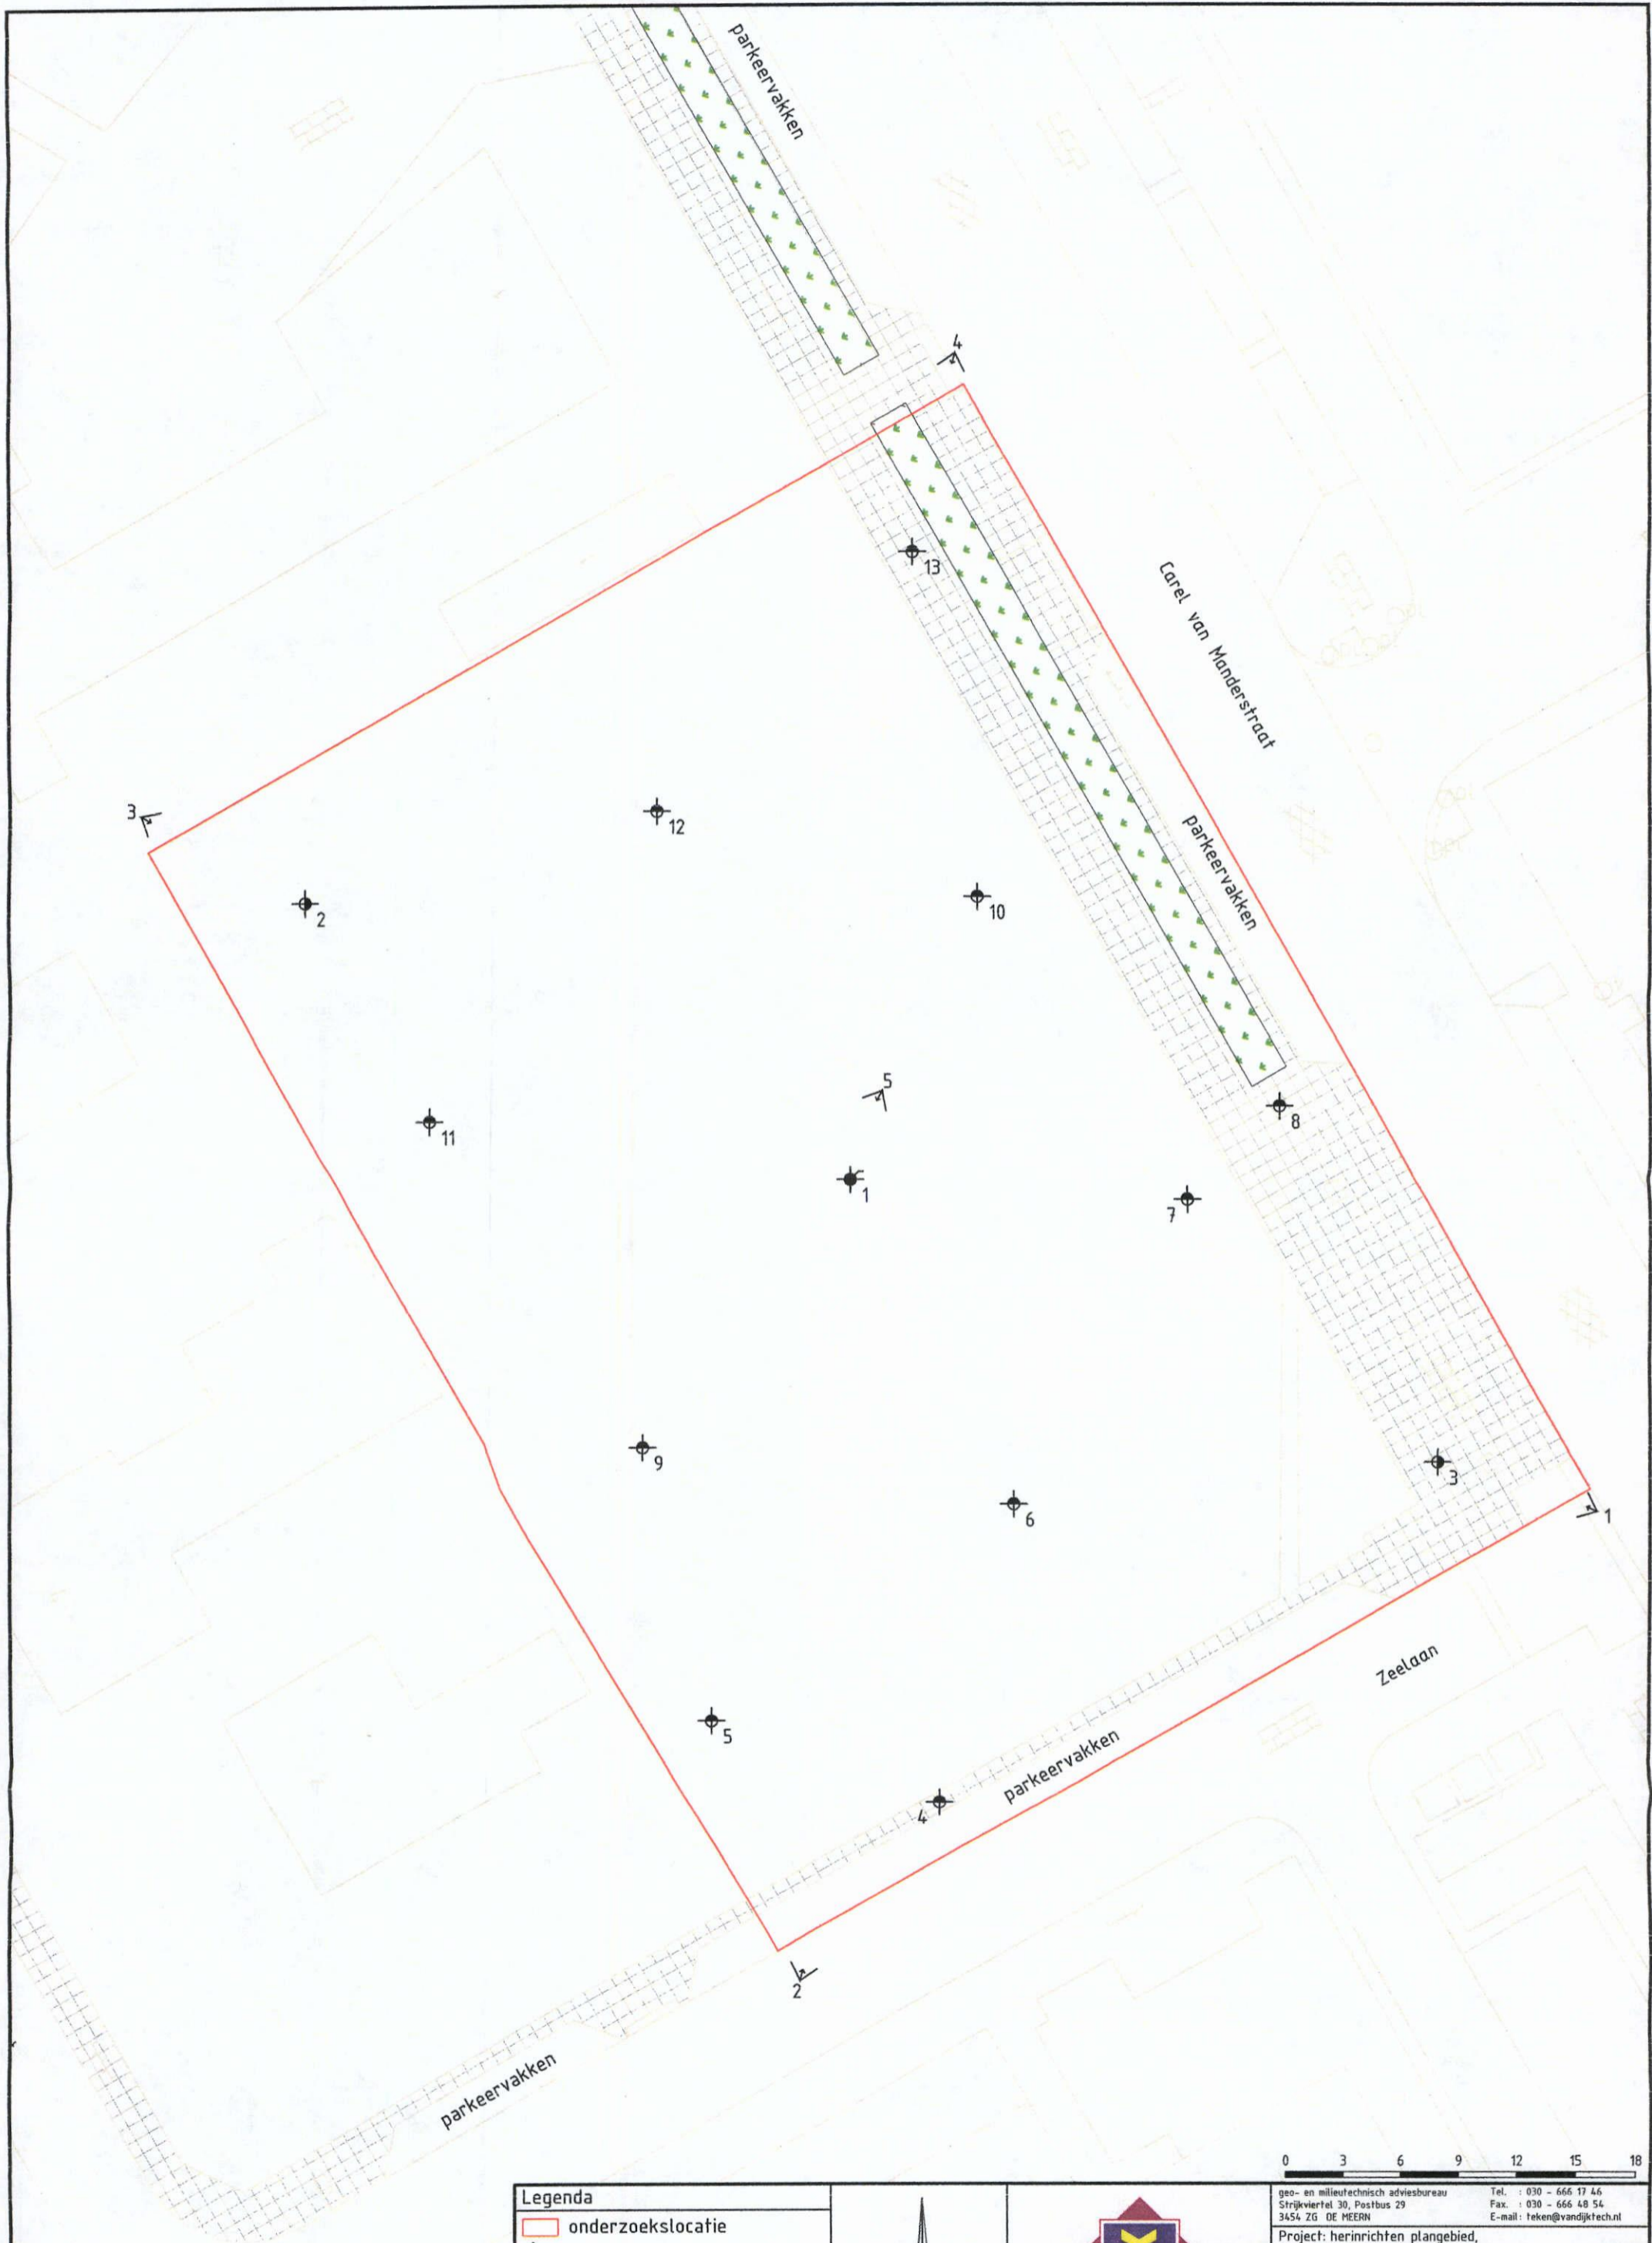 parkeervakken
4
13
Carel van Manderstraat
3
12
2
10
parkeervakken
5
11
8
1
7
9
3
6
1
Zeelaan
5
parkeervakken
4
2
parkeervakken
0 3 6 9 12 15 18
Legenda
onderzoekslocatie
geo- en milieutechnisch adviesbureau
Strijkviertel 30, Postbus 29
3454 ZG DE MEERN
Tel. : 030 - 666 17 46
Fax. : 030 - 666 48 54
E-mail: teken@vandijktech.nl
Project: herinrichten plangebied,